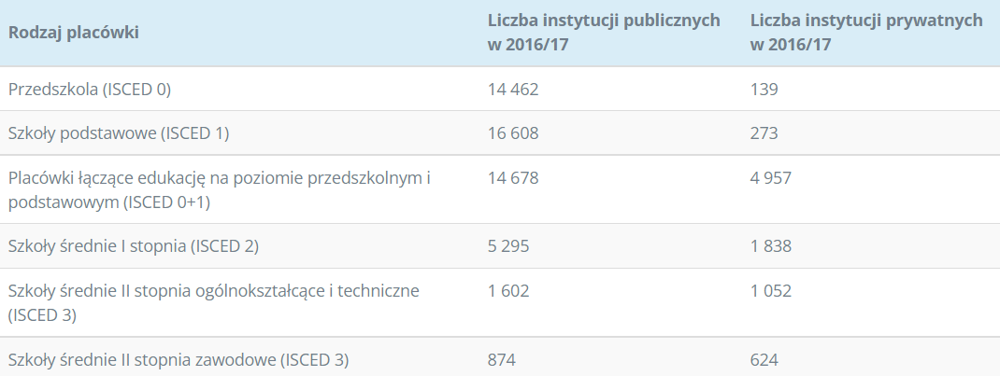 Rodzaj placówki
Liczba instytucji publicznych
w 2016/17
Liczba instytucji prywatnych
w 2016/17
Przedszkola (ISCED 0)
14 462
139
Szkoły podstawowe (ISCED 1)
16 608
273
Placówki łączące edukację na poziomie przedszkolnym i
podstawowym (ISCED 0+1)
14 678
4 957
Szkoły średnie I stopnia (ISCED 2)
5 295
1 838
Szkoły średnie II stopnia ogólnokształcące i techniczne
(ISCED 3)
1 602
1 052
Szkoły średnie II stopnia zawodowe (ISCED 3)
874
624